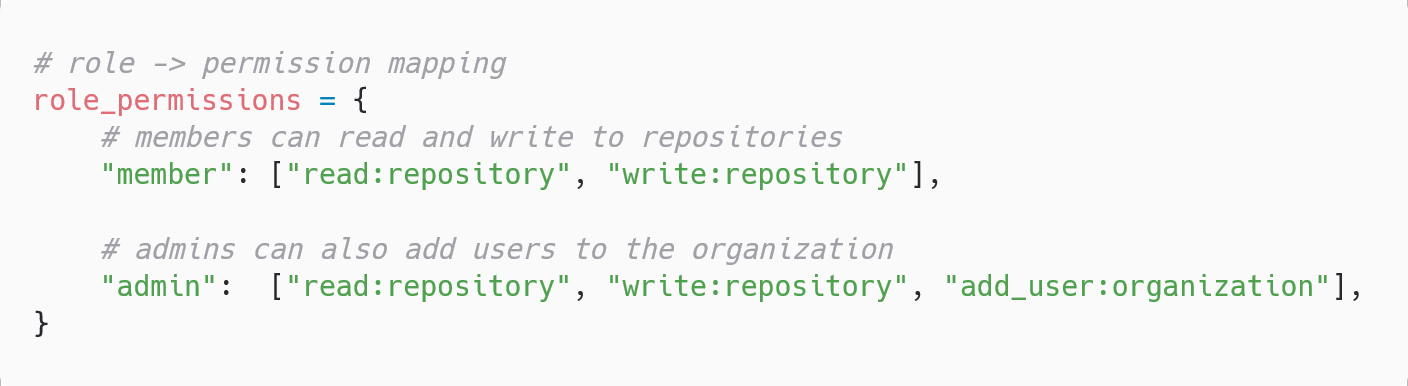 # role -> permission mapping
role_permissions = {
    # members can read and write to repositories
    "member": ["read:repository", "write:repository"],

    # admins can also add users to the organization
    "admin":  ["read:repository", "write:repository", "add_user:organization"],
}